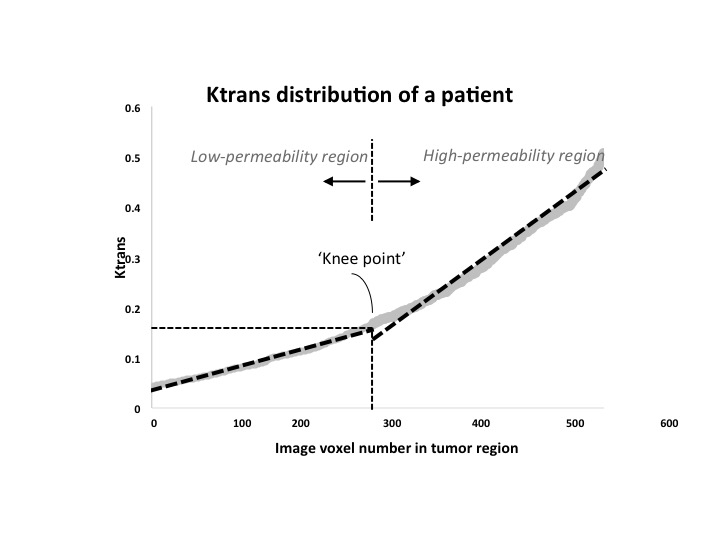 Ktrans distribution of a patient
0.6
0.5
0.4
0.3
0.2
0.1
0
Ktrans
Low-permeability region
High-permeability region
‘Knee point’
0 100 200 300 400 500 600
Image voxel number in tumor region